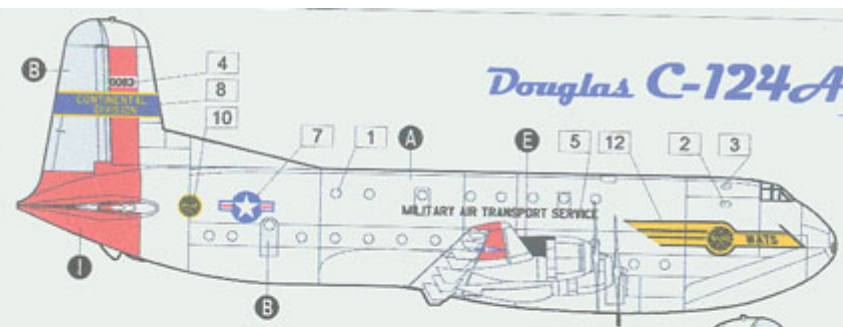 Douglas C-124A
B
4
CONTINENTAL
DIVISION
8
10
7
1
A
E
5
12
2
3
MILITARY AIR TRANSPORT SERVICE
MATS
I
B